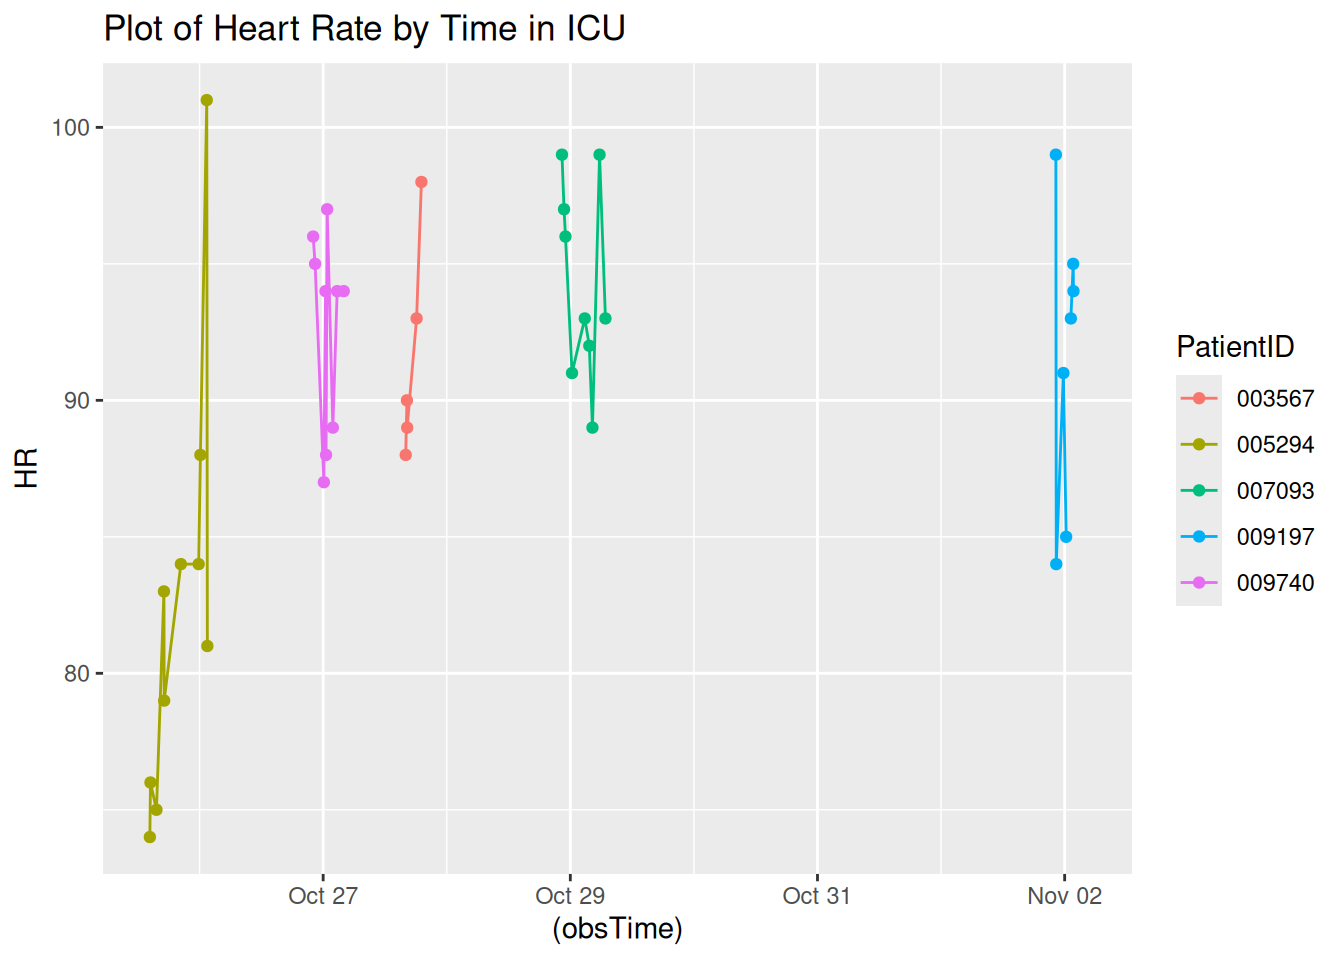 Plot of Heart Rate by Time in ICU
100
90
80
HR
Oct 27
Oct 29
Oct 31
Nov 02
(obsTime)
PatientID
003567
005294
007093
009197
009740